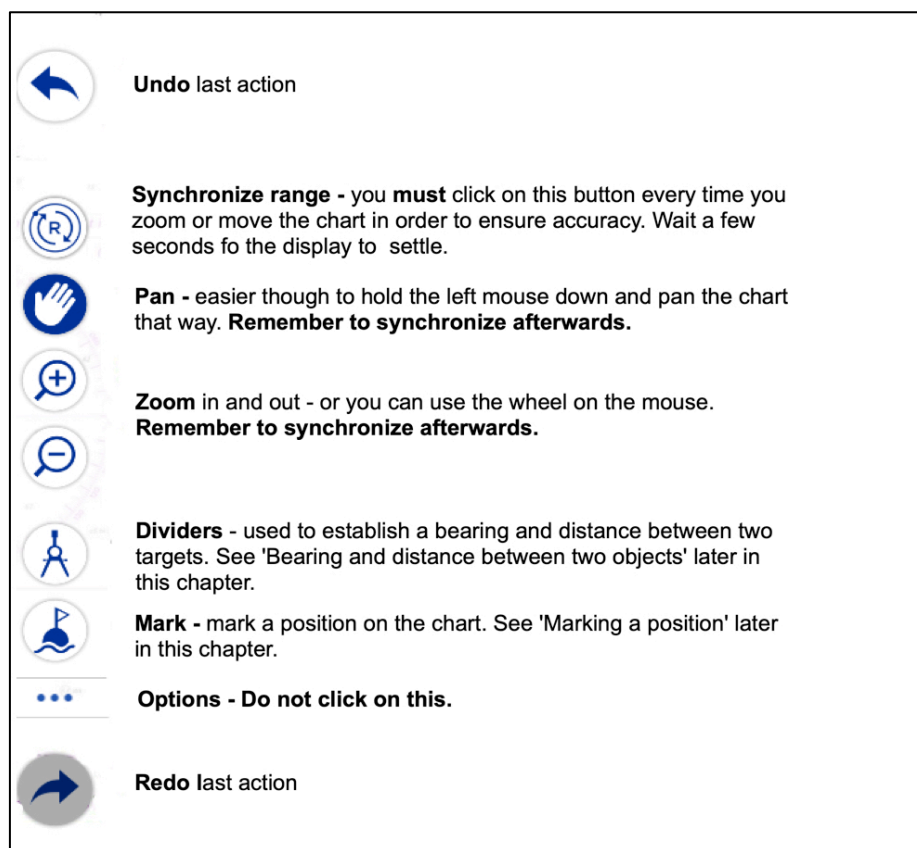 Undo last action
Synchronize range - you must click on this button every time you
zoom or move the chart in order to ensure accuracy. Wait a few
seconds fo the display to settle.
R
Pan - easier though to hold the left mouse down and pan the chart
that way. Remember to synchronize afterwards.
Zoom in and out - or you can use the wheel on the mouse.
Remember to synchronize afterwards.
Dividers - used to establish a bearing and distance between two
targets. See 'Bearing and distance between two objects' later in
this chapter.
Mark - mark a position on the chart. See 'Marking a position' later
in this chapter.
Options - Do not click on this.
Redo last action